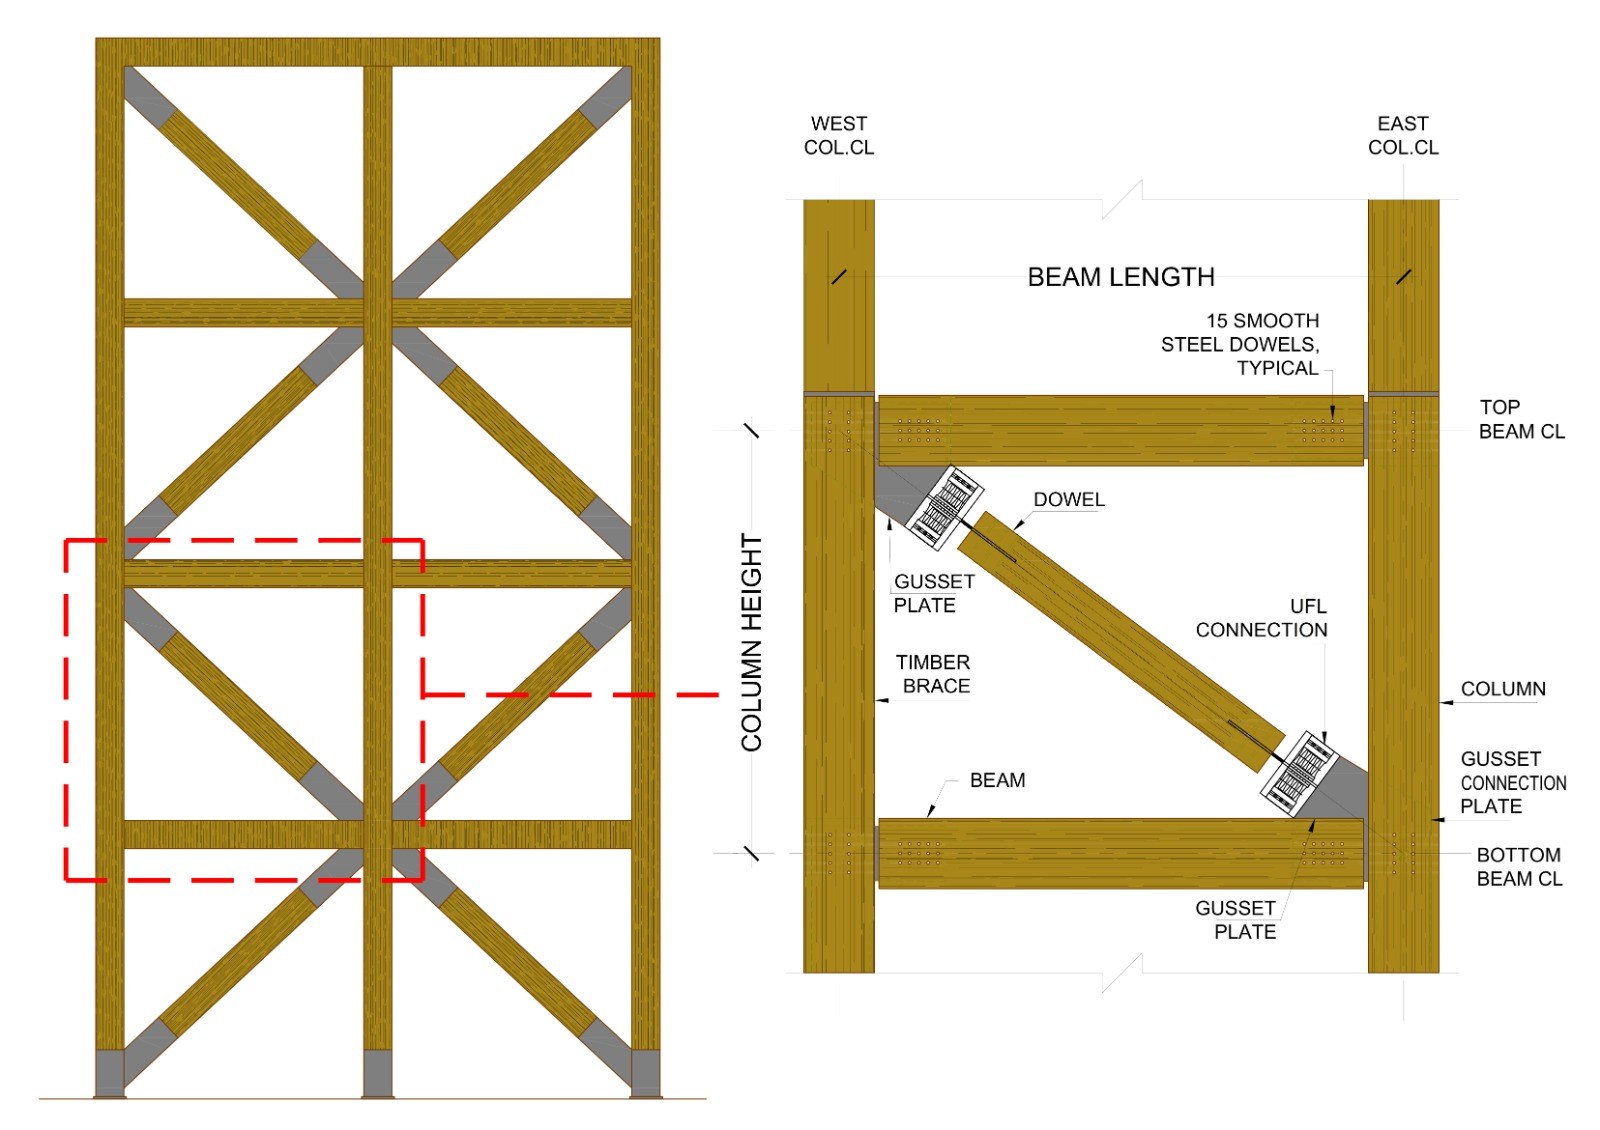 WEST
COL.CL
EAST
COL.CL
BEAM LENGTH
15 SMOOTH
STEEL DOWELS,
TYPICAL
TOP
BEAM CL
DOWEL
COLUMN HEIGHT
GUSSET
PLATE
UFL
CONNECTION
TIMBER
BRACE
COLUMN
GUSSET
CONNECTION
PLATE
BEAM
BOTTOM
BEAM CL
GUSSET
PLATE